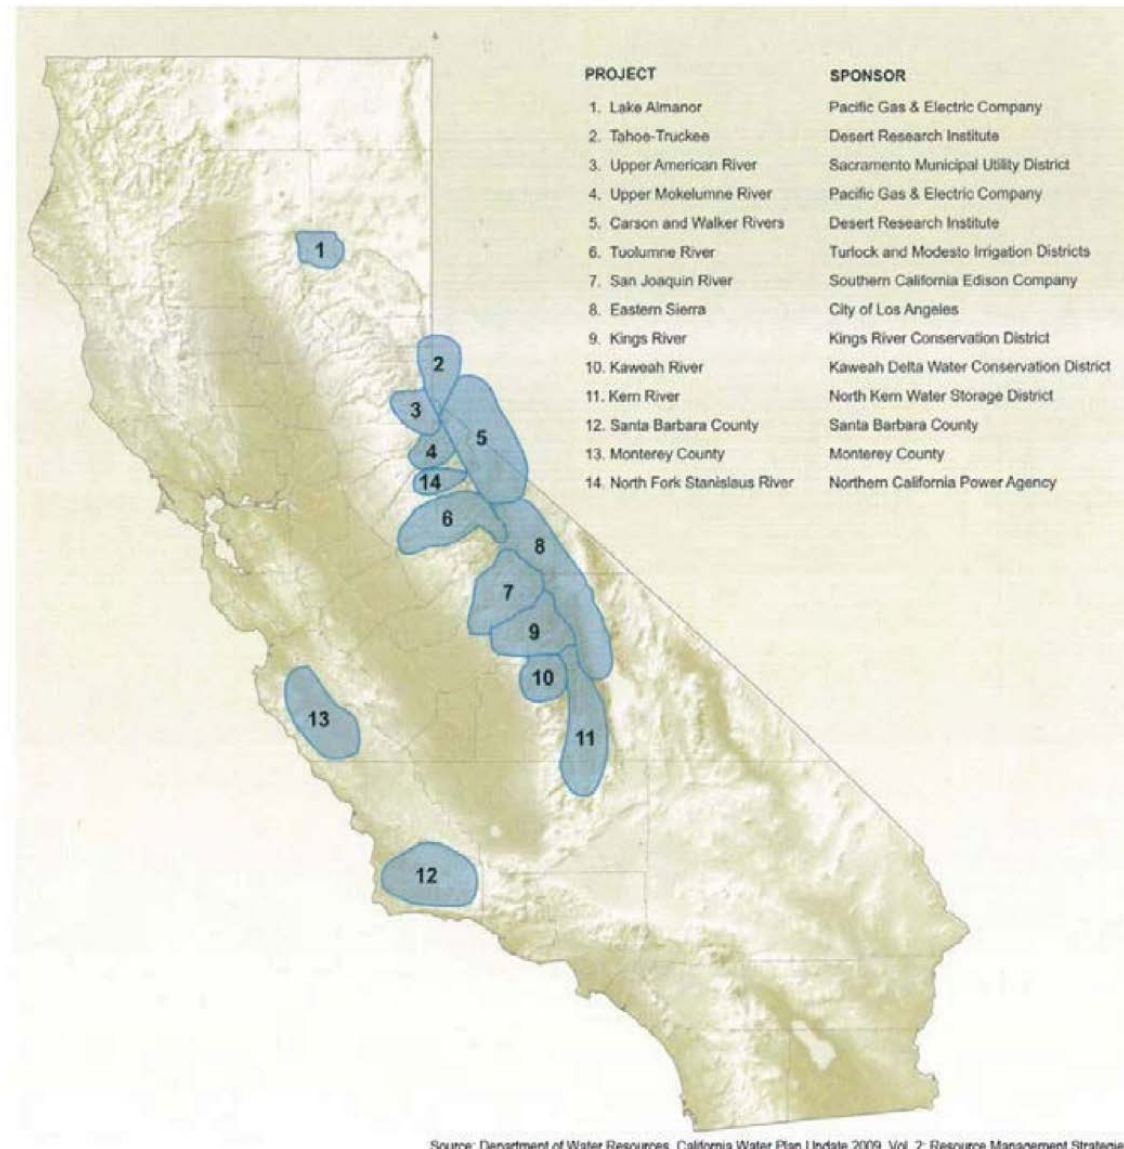 PROJECT SPONSOR
1. Lake Almanor Pacific Gas & Electric Company
2. Tahoe-Truckee Desert Research Institute
3. Upper American River Sacramento Municipal Utility District
4. Upper Mokelumne River Pacific Gas & Electric Company
5. Carson and Walker Rivers Desert Research Institute
6. Tuolumne River Turlock and Modesto Irrigation Districts
7. San Joaquin River Southern California Edison Company
8. Eastern Sierra City of Los Angeles
9. Kings River Kings River Conservation District
10. Kaweah River Kaweah Delta Water Conservation District
11. Kern River North Kern Water Storage District
12. Santa Barbara County Santa Barbara County
13. Monterey County Monterey County
14. North Fork Stanislaus River Northern California Power Agency
1
2
3
5
4
14
6
8
7
9
10
13
11
12
Source: Department of Water Resources, California Water Plan Update 2009, Vol. 2: Resource Management Strategie